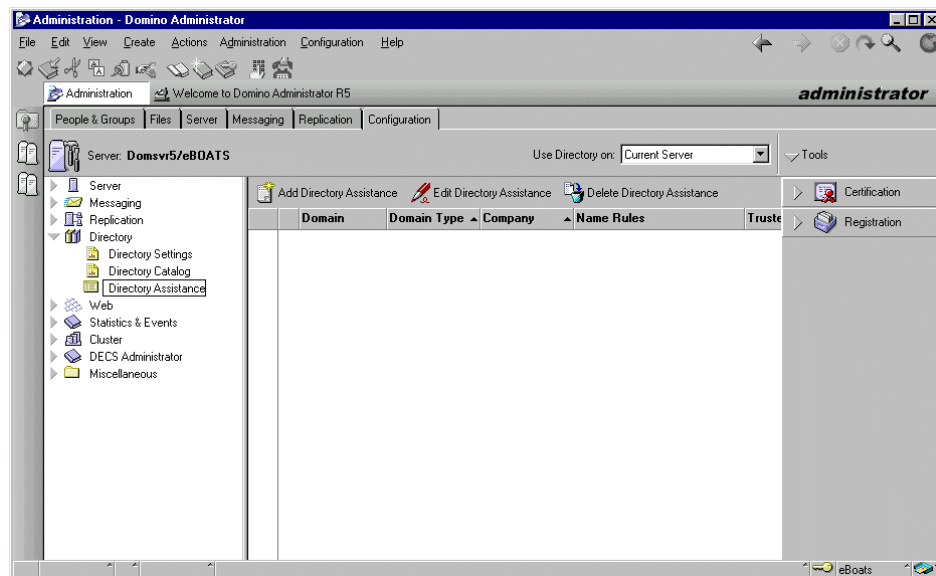 Administration - Domino Administrator
File Edit View Create Actions Administration Configuration Help
Administration Welcome to Domino Administrator R5 administrator
People & Groups Files Server Messaging Replication Configuration
Server: Domsvr5/eBOATS Use Directory on: Current Server Tools
Server
Messaging
Replication
Directory
Directory Settings
Directory Catalog
Directory Assistance
Web
Statistics & Events
Cluster
DECS Administrator
Miscellaneous
Add Directory Assistance Edit Directory Assistance Delete Directory Assistance
Domain Domain Type Company Name Rules Truste
Certification
Registration
eBoats